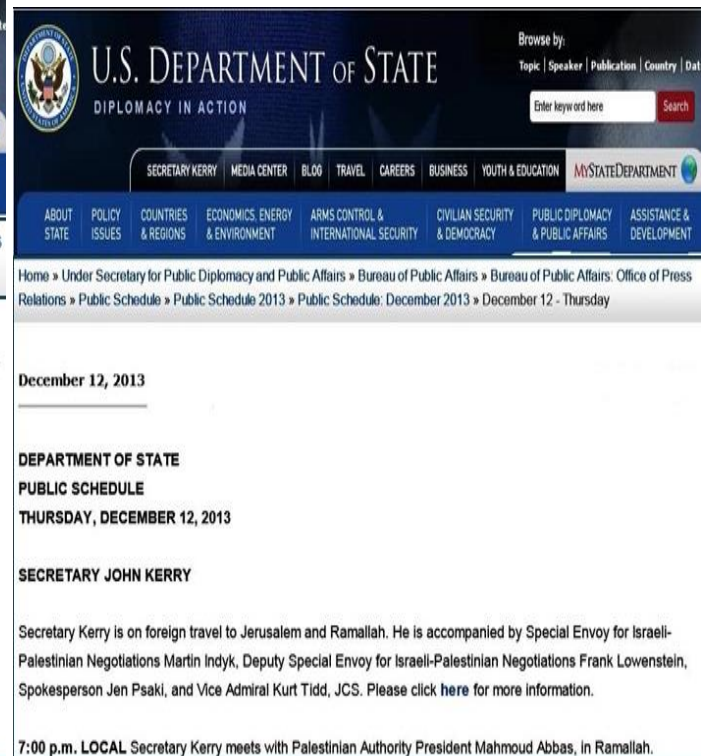 U.S. DEPARTMENT OF STATE
DIPLOMACY IN ACTION
Browse by:
Topic | Speaker | Publication | Country | Dat
Enter keyword here
Search
SECRETARY KERRY MEDIA CENTER BLOG TRAVEL CAREERS BUSINESS YOUTH & EDUCATION MYSTATEDEPARTMENT
ABOUT STATE
POLICY ISSUES
COUNTRIES & REGIONS
ECONOMICS, ENERGY & ENVIRONMENT
ARMS CONTROL & INTERNATIONAL SECURITY
CIVILIAN SECURITY & DEMOCRACY
PUBLIC DIPLOMACY & PUBLIC AFFAIRS
ASSISTANCE & DEVELOPMENT
Home » Under Secretary for Public Diplomacy and Public Affairs » Bureau of Public Affairs » Bureau of Public Affairs: Office of Press
Relations » Public Schedule » Public Schedule 2013 » Public Schedule: December 2013 » December 12 - Thursday
December 12, 2013
DEPARTMENT OF STATE
PUBLIC SCHEDULE
THURSDAY, DECEMBER 12, 2013
SECRETARY JOHN KERRY
Secretary Kerry is on foreign travel to Jerusalem and Ramallah. He is accompanied by Special Envoy for Israeli-
Palestinian Negotiations Martin Indyk, Deputy Special Envoy for Israeli-Palestinian Negotiations Frank Lowenstein,
Spokesperson Jen Psaki, and Vice Admiral Kurt Tidd, JCS. Please click here for more information.
7:00 p.m. LOCAL Secretary Kerry meets with Palestinian Authority President Mahmoud Abbas, in Ramallah.